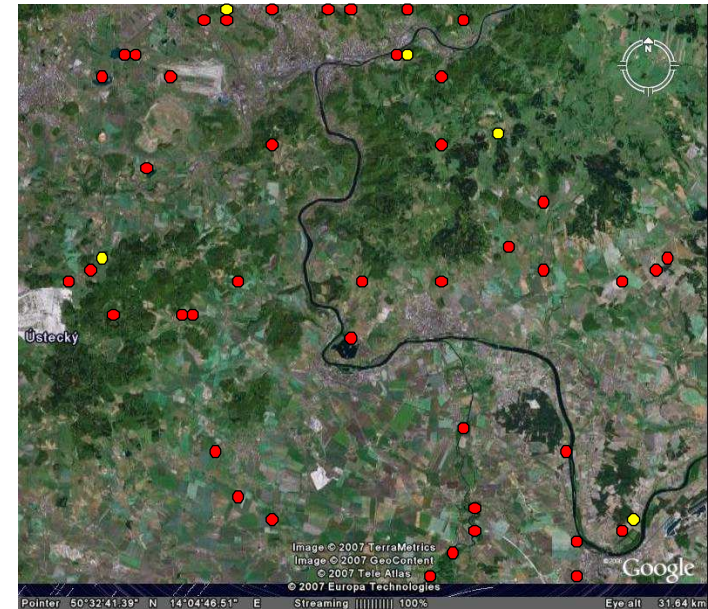 N
Ústecký
Image © 2007 TerraMetrics
Image © 2007 GeoContent
© 2007 Tele Atlas
© 2007 Europa Technologies
© 2007
Google
Pointer 50°32'41.39" N 14°04'46.51" E Streaming |||||||||| 100% Eye alt 31.64 km